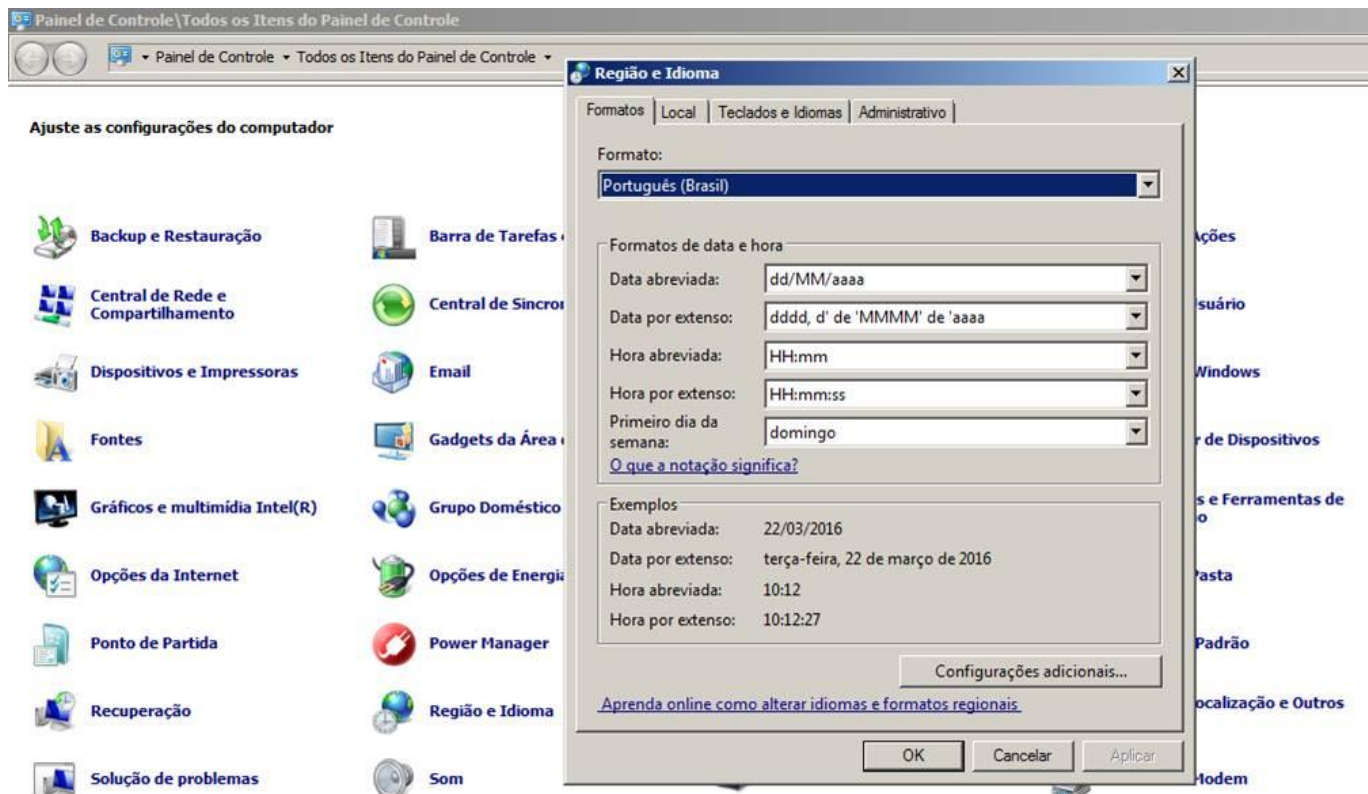 Painel de Controle\Todos os Itens do Painel de Controle
Painel de Controle Todos os Itens do Painel de Controle
Ajuste as configurações do computador
Backup e Restauração
Barra de Tarefas
Central de Rede e
Compartilhamento
Central de
Dispositivos e Impressoras
Email
Fontes
Gadgets da Área
Gráficos e multimídia Intel(R)
Grupo Doméstico
Opções da Internet
Opções de
Ponto de Partida
Power Manager
Recuperação
Região e Idioma
Solução de problemas
Som
Região e Idioma
Formatos Local Teclados e Idiomas Administrativo
Formato:
Português (Brasil)
Formatos de data e hora
Data abreviada: dd/MM/aaaa
Data por extenso: dddd, d' de 'MMMM' de 'aaaa
Hora abreviada: HH:mm
Hora por extenso: HH:mm:ss
Primeiro dia da
semana: domingo
O que a notação significa?
Exemplos
Data abreviada: 22/03/2016
Data por extenso: terça-feira, 22 de março de 2016
Hora abreviada: 10:12
Hora por extenso: 10:12:27
Configurações adicionais...
Aprenda online como alterar idiomas e formatos regionais
OK Cancelar Aplicar
Windows
de Dispositivos
e Ferramentas de
Padrão
e Outros
Modem